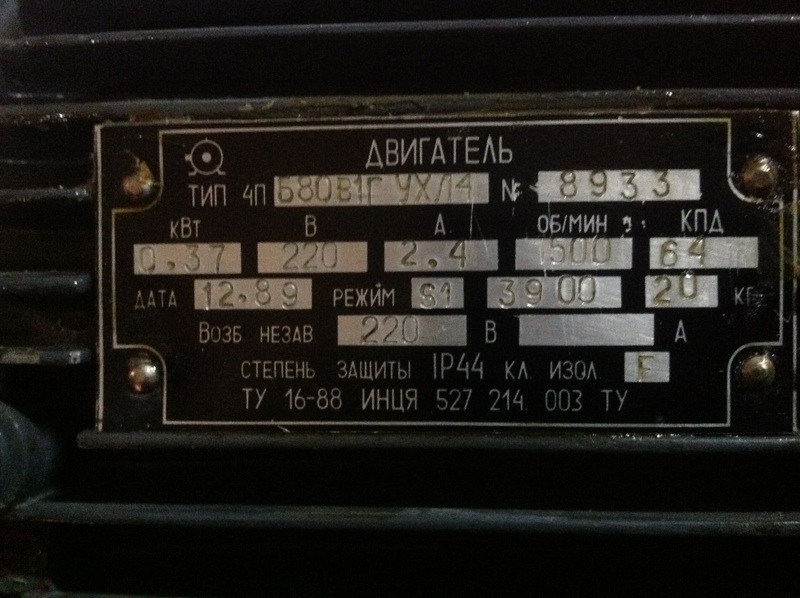 ДВИГАТЕЛЬ
ТИП 4П Б80В1Г УХЛ4 № 8933
кВт В А ОБ/МИН КПД
0.37 220 2.4 1500 64
ДАТА 12.89 РЕЖИМ S1 3900 20 КГ
ВОЗБ НЕЗАВ 220 В А
СТЕПЕНЬ ЗАЩИТЫ IP44 КЛ ИЗОЛ. F
ТУ 16-88 ИНЦЯ 527 214. 003 ТУ